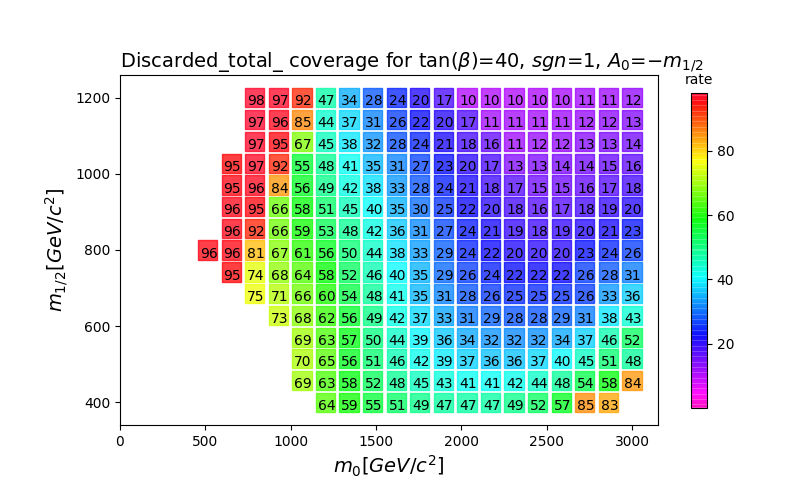 Discarded_total_ coverage for tan(β)=40, sgn=1, A₀=−m₁/₂
rate
98 97 92 47 34 28 24 20 17 10 10 10 10 10 11 11 12
97 96 85 44 37 31 26 22 20 17 11 11 11 11 12 12 13
97 95 67 45 38 32 28 24 21 18 16 11 12 12 13 13 14
95 97 92 55 48 41 35 31 27 23 20 17 13 13 14 14 15 16
95 96 84 56 49 42 38 33 28 24 21 18 17 15 15 16 17 18
96 95 66 58 51 45 40 35 30 25 22 20 18 16 17 18 19 20
96 92 66 59 53 48 42 36 31 27 24 21 19 18 19 20 21 23
96 96 81 67 61 56 50 44 38 33 29 24 22 20 20 20 23 24 26
95 74 68 64 58 52 46 40 35 29 26 24 22 22 22 26 28 31
75 71 66 60 54 48 41 35 31 28 26 25 25 25 26 33 36
73 68 62 56 49 42 37 33 31 29 28 28 29 31 38 43
69 63 57 50 44 39 36 34 32 32 32 34 37 46 52
70 65 56 51 46 42 39 37 36 36 37 40 45 51 48
69 63 58 52 48 45 43 41 41 42 44 48 54 58 84
64 59 55 51 49 47 47 47 49 52 57 85 83
1200
1000
800
600
400
m₁/₂[GeV/c²]
0 500 1000 1500 2000 2500 3000
m₀[GeV/c²]
80
60
40
20